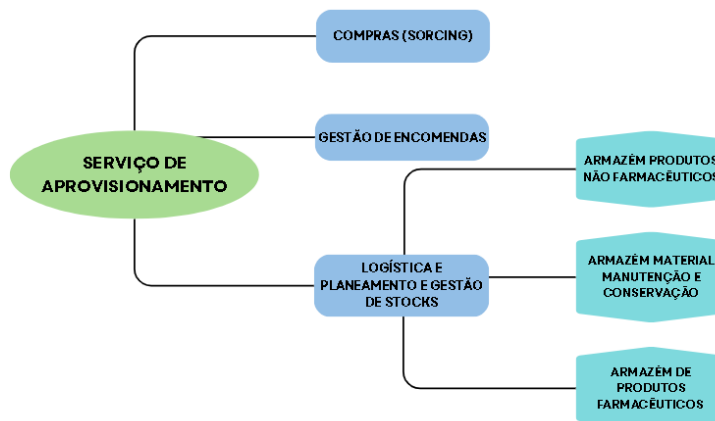 COMPRAS (SORCING)
GESTÃO DE ENCOMENDAS
SERVIÇO DE
APROVISIONAMENTO
LOGÍSTICA E
PLANEAMENTO E GESTÃO
DE STOCKS
ARMAZÉM PRODUTOS
NÃO FARMACÊUTICOS
ARMAZÉM MATERIAL
MANUTENÇÃO E
CONSERVAÇÃO
ARMAZÉM DE
PRODUTOS
FARMACÊUTICOS